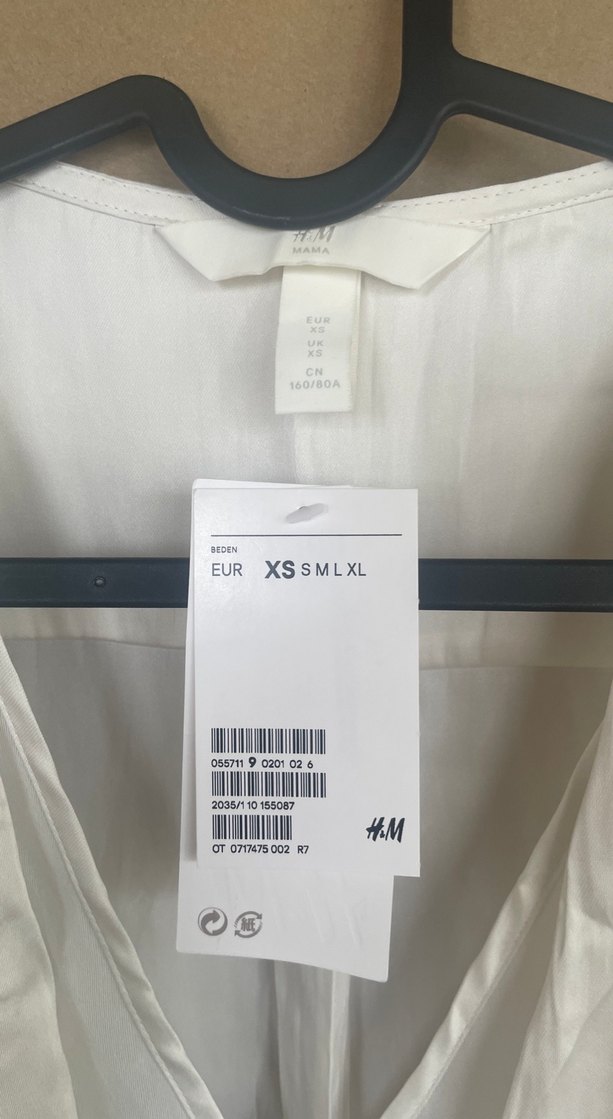 H&M
MAMA
EUR
XS
UK
XS
CN
160/80A
BEDEN
EUR XS S M L XL
055711 9 0201 02 6
2035/1 10 155087
H&M
OT 0717475 002 R7
紙